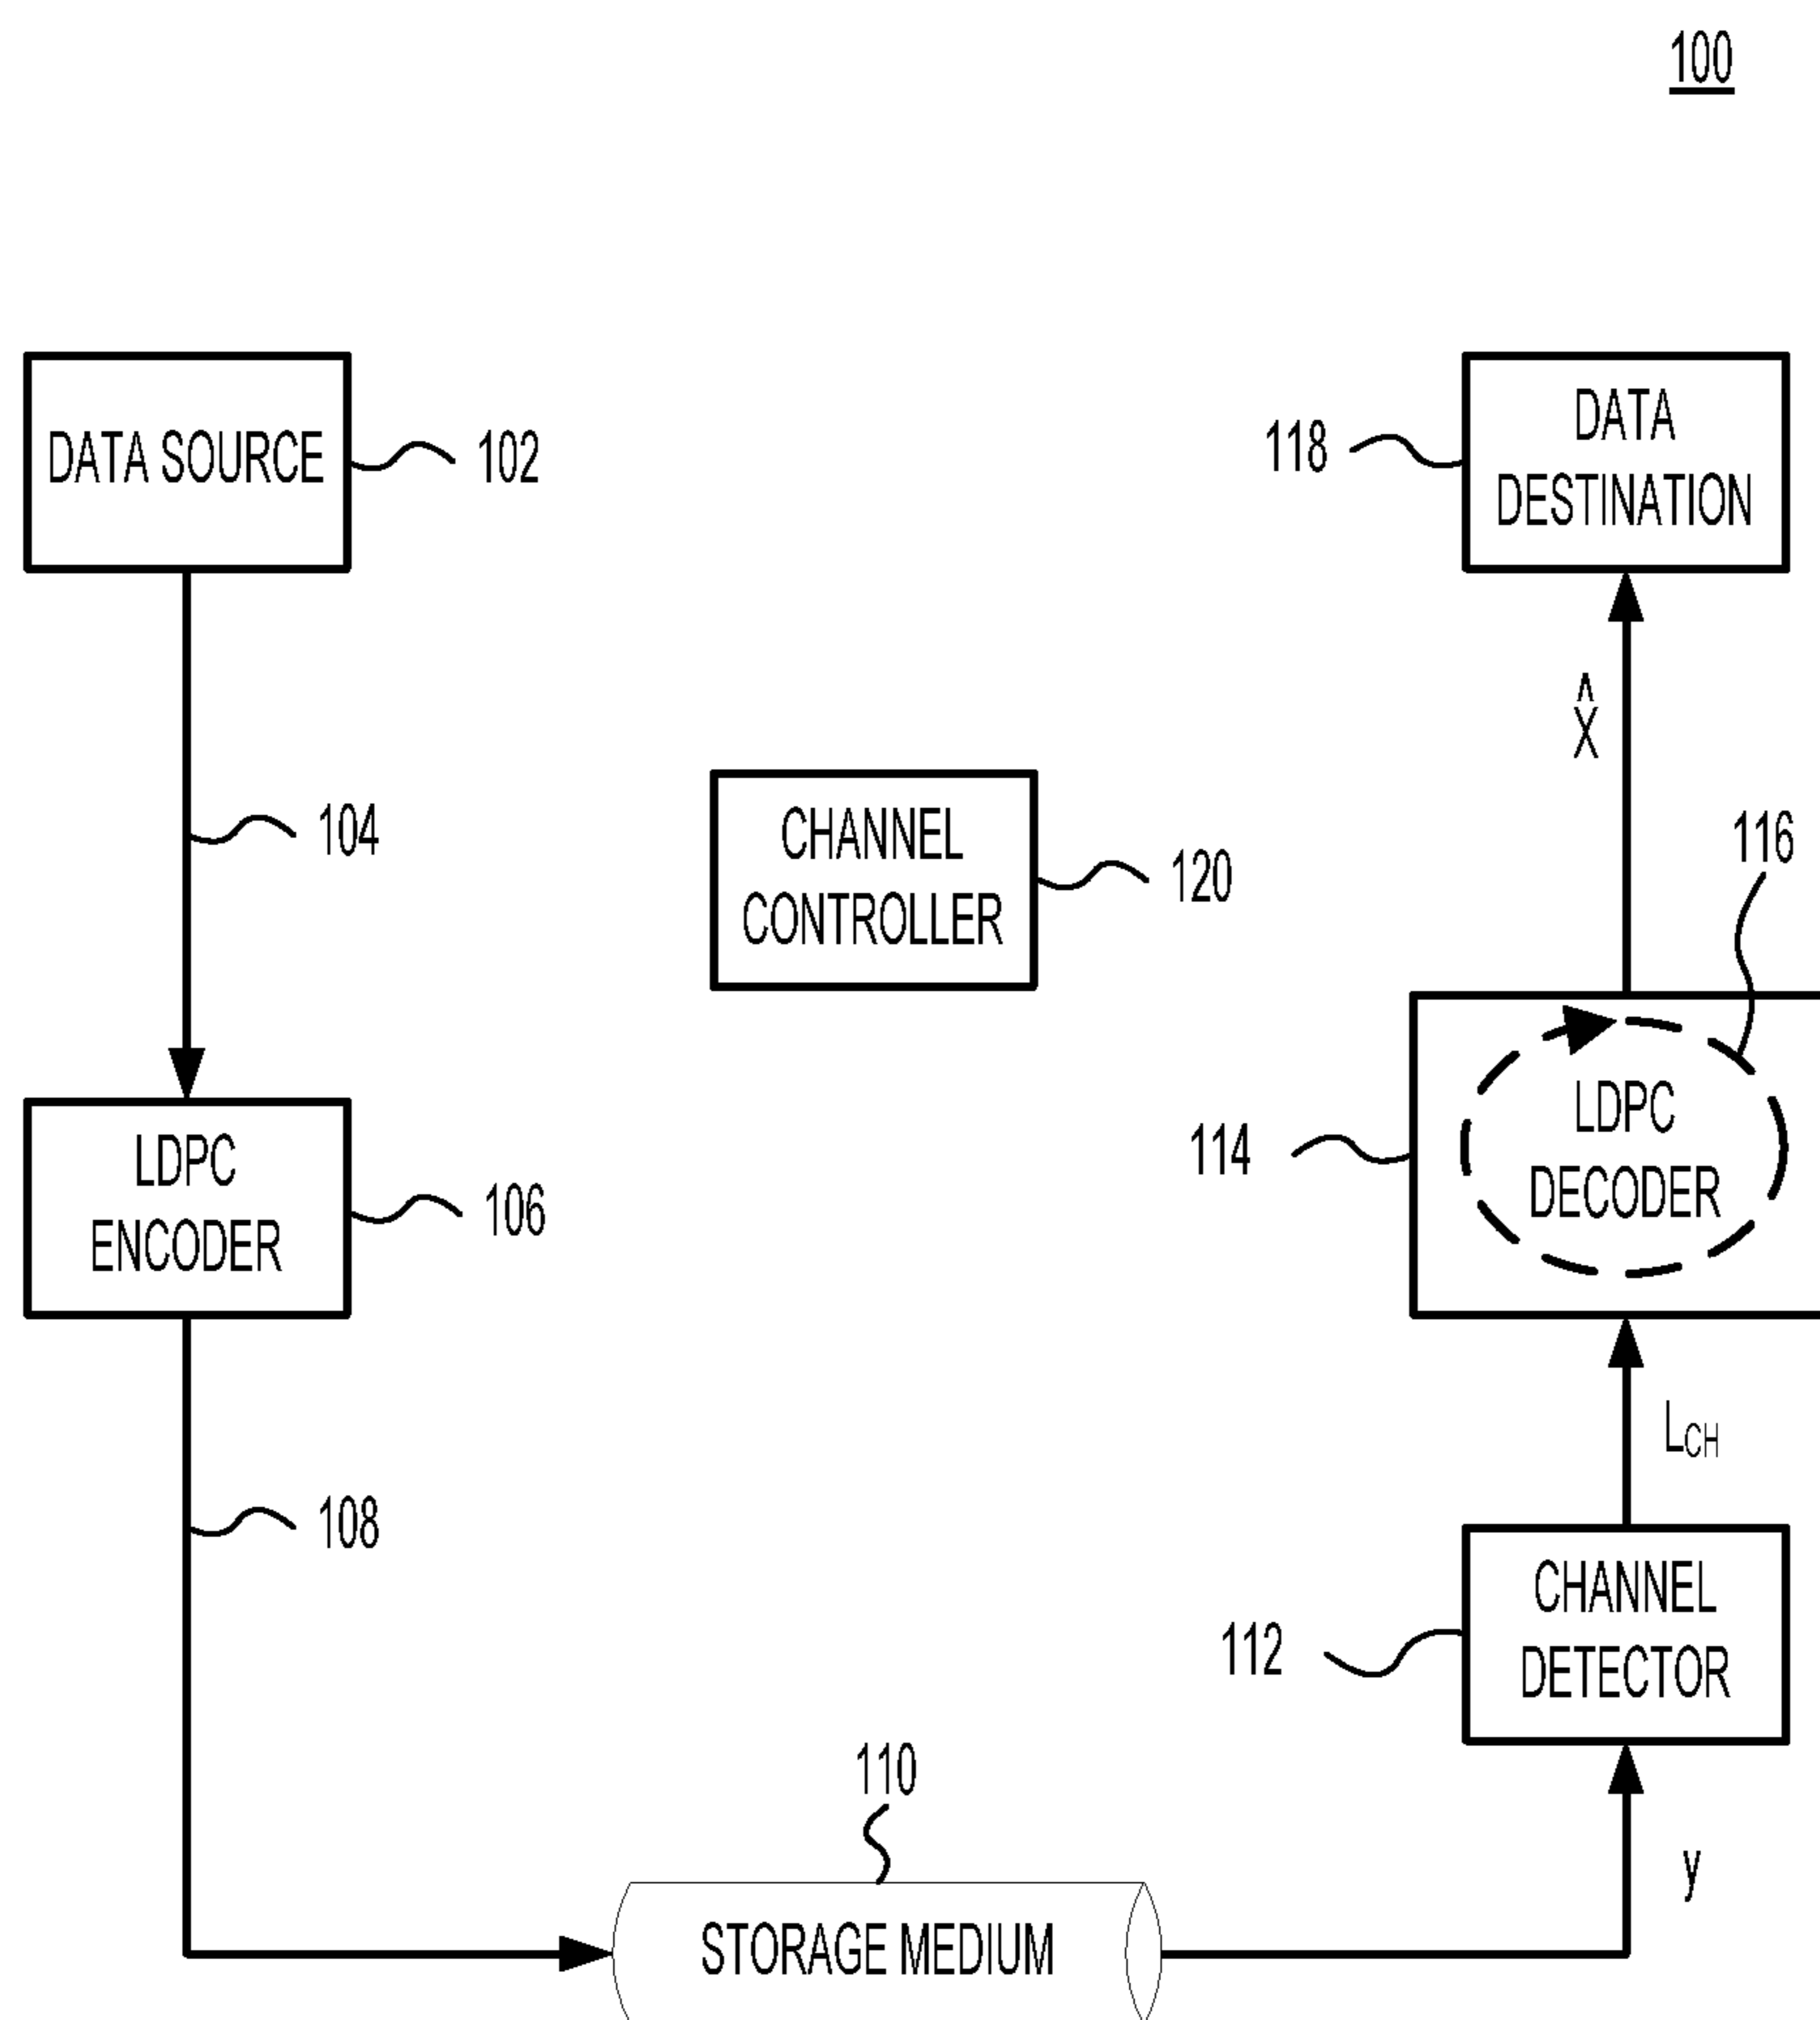 100
DATA SOURCE
102
118
DATA
DESTINATION
X̂
104
CHANNEL
CONTROLLER
120
116
LDPC
ENCODER
106
114
LDPC
DECODER
LCH
108
CHANNEL
DETECTOR
112
110
STORAGE MEDIUM
y